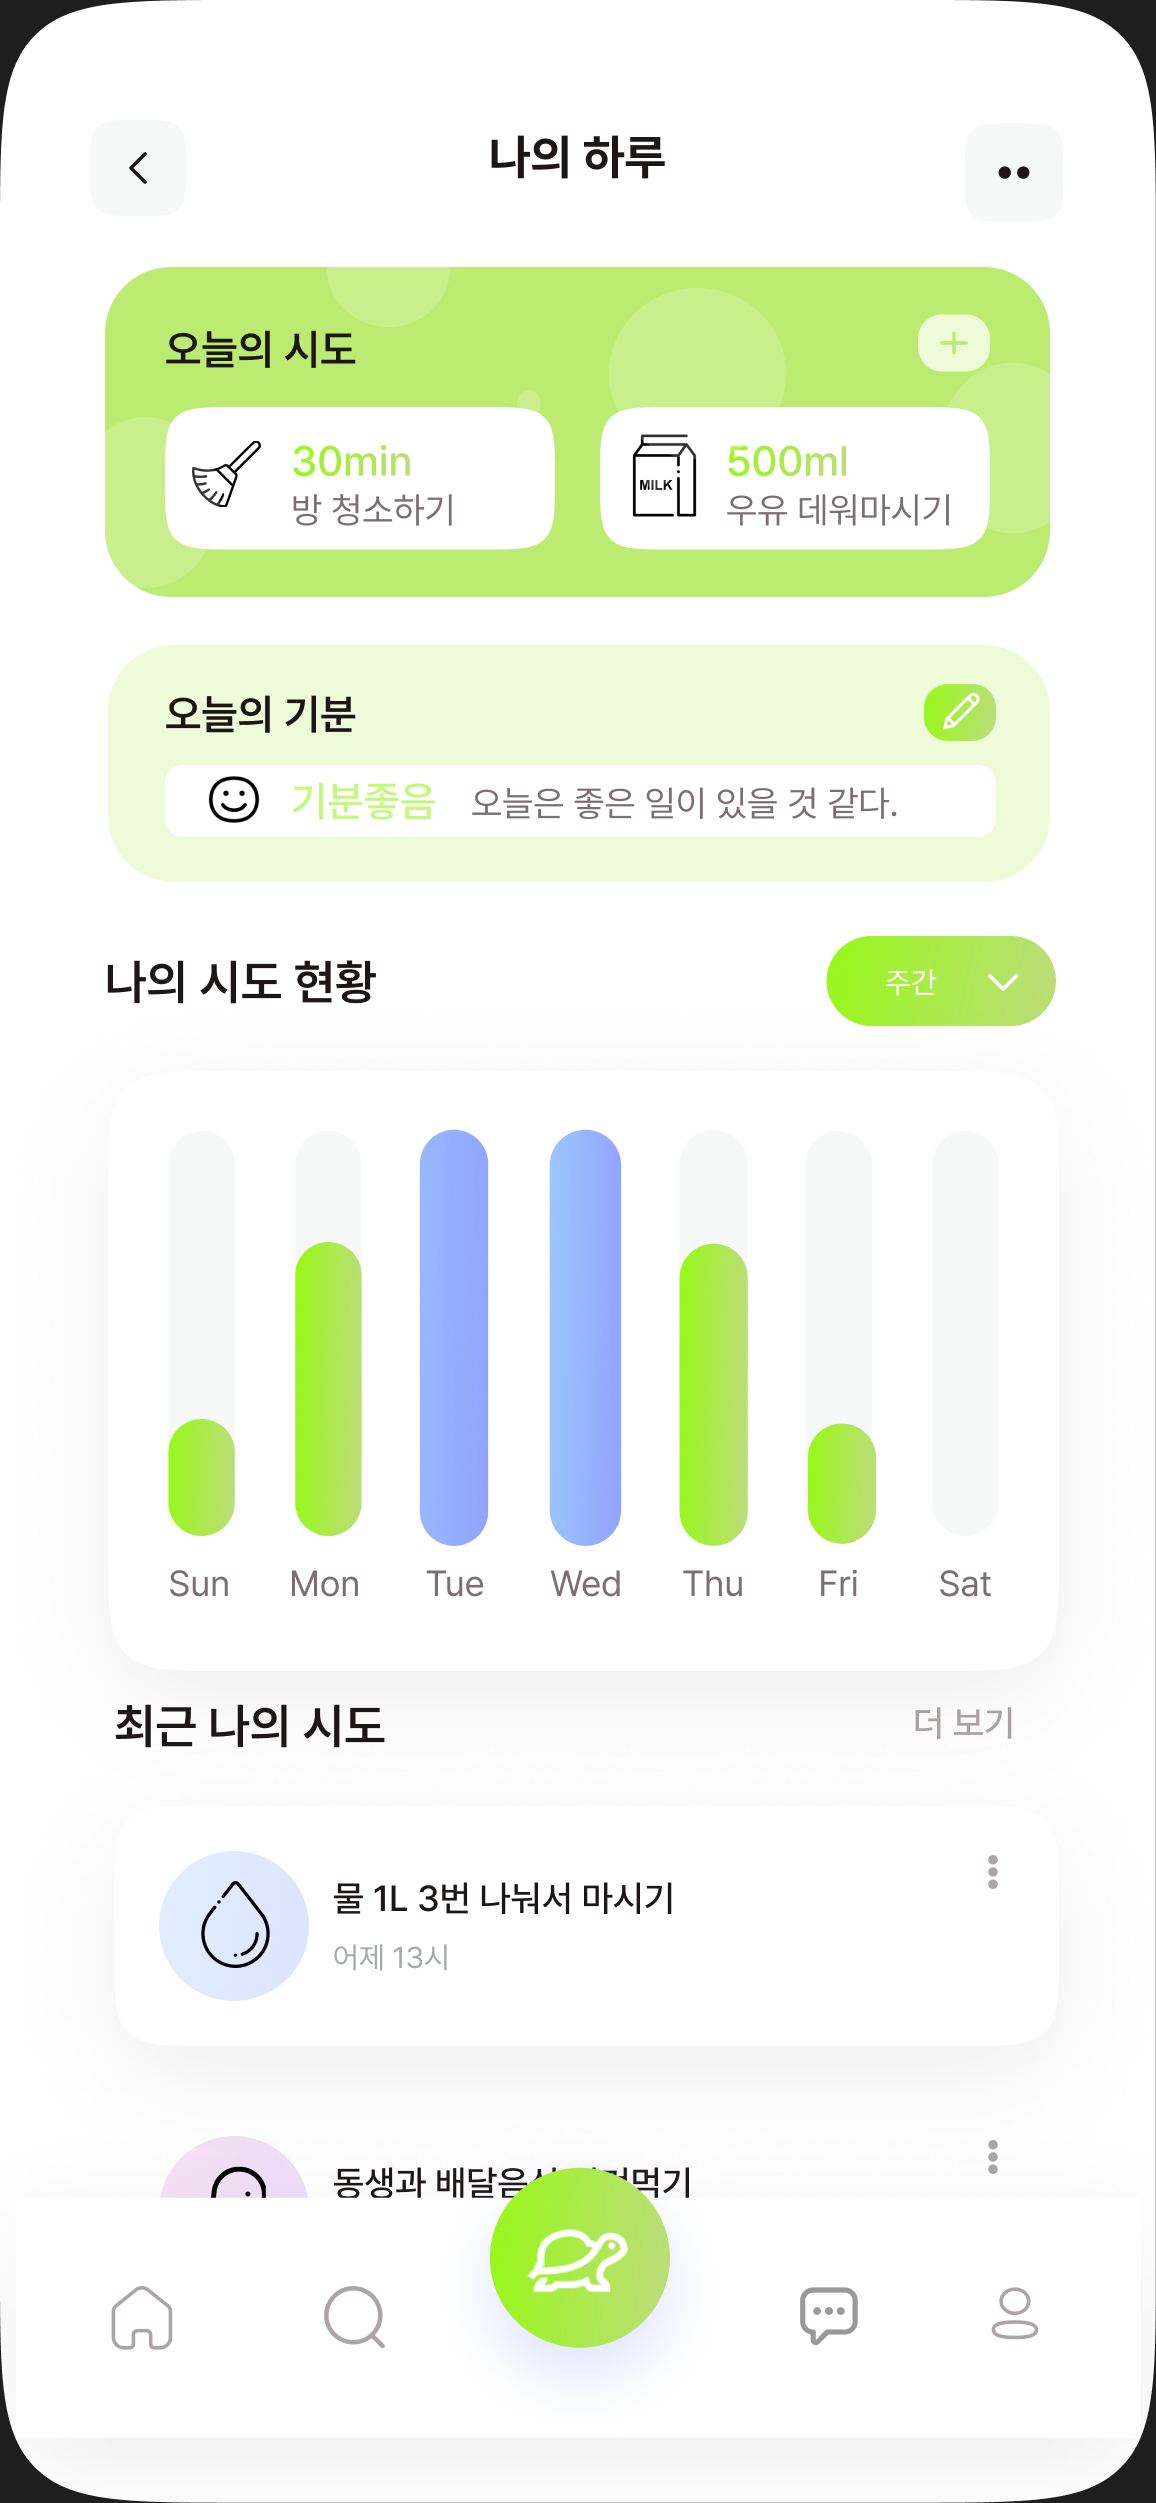 나의 하루
오늘의 시도
30min
방 청소하기
MILK
500ml
우유 데워마시기
오늘의 기분
기분좋음 오늘은 좋은 일이 있을 것 같다.
나의 시도 현황
주간
Sun Mon Tue Wed Thu Fri Sat
최근 나의 시도
더 보기
물 1L 3번 나눠서 마시기
어제 13시
동생과